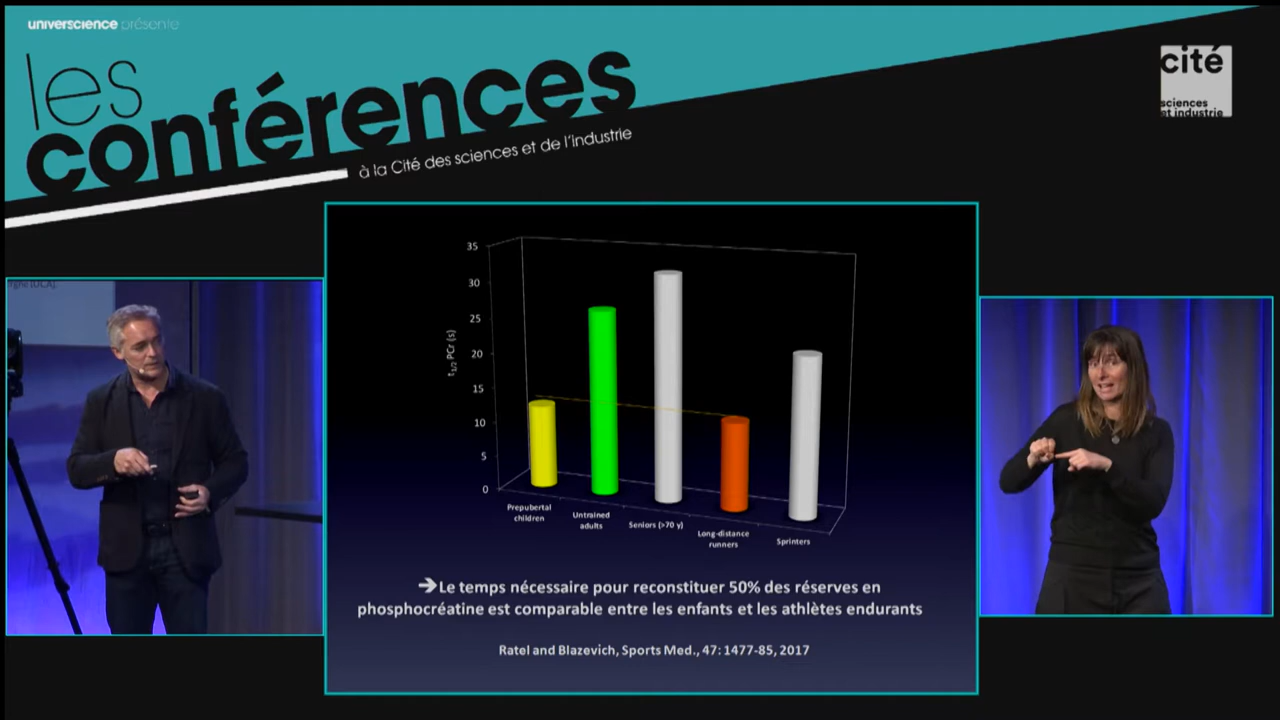 universcience présente
les
conférences
à la Cité des sciences et de l'industrie
cité
sciences
et industrie
35
30
25
20
15
10
5
0
t1/2 PCr (s)
Prepubertal
children
Untrained
adults
Seniors (>70 y)
Long-distance
runners
Sprinters
➔Le temps nécessaire pour reconstituer 50% des réserves en
phosphocréatine est comparable entre les enfants et les athlètes endurants
Ratel and Blazevich, Sports Med., 47: 1477-85, 2017